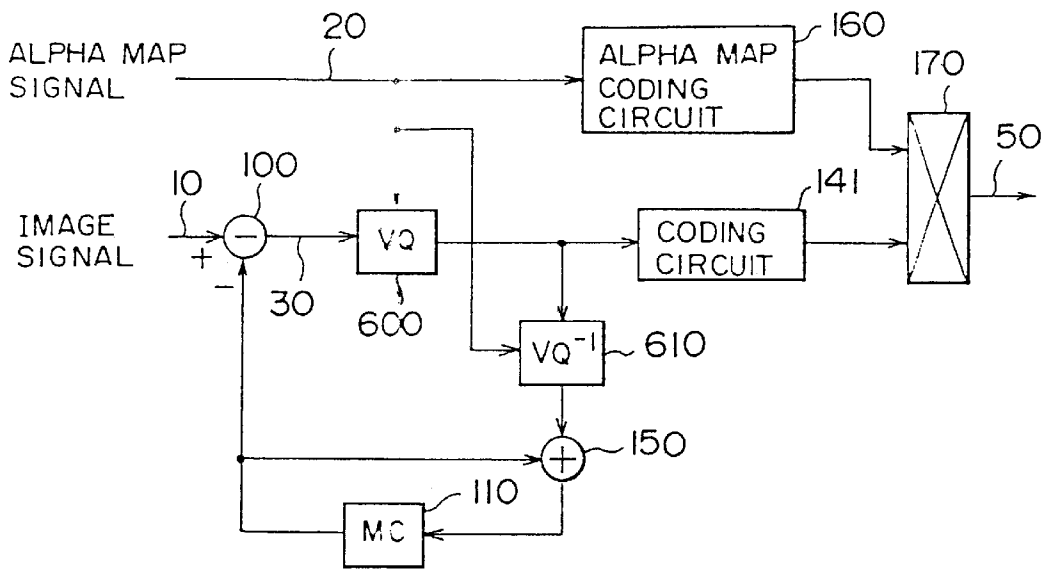 ALPHA MAP
SIGNAL
20
ALPHA MAP
CODING
CIRCUIT
160
170
50
IMAGE
SIGNAL
10
+
−
100
−
30
VQ
600
CODING
CIRCUIT
141
VQ⁻¹
610
+
150
MC
110